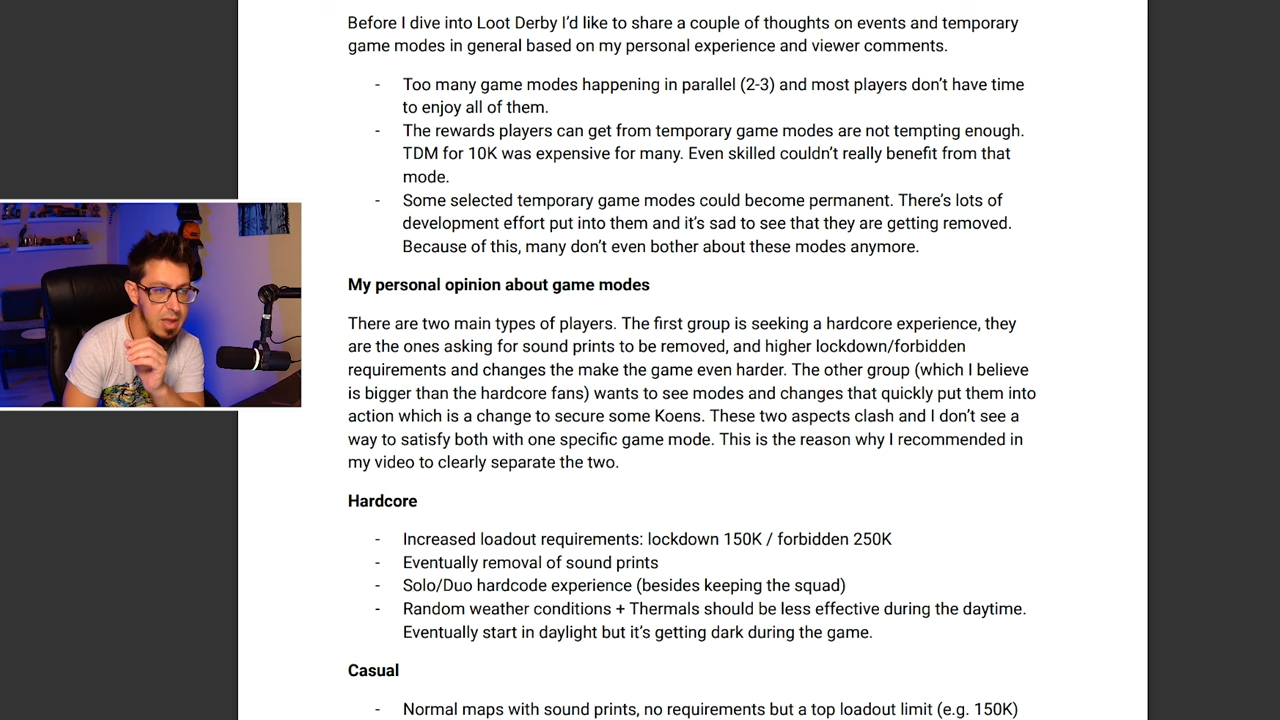 Before I dive into Loot Derby I'd like to share a couple of thoughts on events and temporary
game modes in general based on my personal experience and viewer comments.
- Too many game modes happening in parallel (2-3) and most players don't have time
to enjoy all of them.
- The rewards players can get from temporary game modes are not tempting enough.
TDM for 10K was expensive for many. Even skilled couldn't really benefit from that
mode.
- Some selected temporary game modes could become permanent. There's lots of
development effort put into them and it's sad to see that they are getting removed.
Because of this, many don't even bother about these modes anymore.
My personal opinion about game modes
There are two main types of players. The first group is seeking a hardcore experience, they
are the ones asking for sound prints to be removed, and higher lockdown/forbidden
requirements and changes the make the game even harder. The other group (which I believe
is bigger than the hardcore fans) wants to see modes and changes that quickly put them into
action which is a change to secure some Koens. These two aspects clash and I don't see a
way to satisfy both with one specific game mode. This is the reason why I recommended in
my video to clearly separate the two.
Hardcore
- Increased loadout requirements: lockdown 150K / forbidden 250K
- Eventually removal of sound prints
- Solo/Duo hardcode experience (besides keeping the squad)
- Random weather conditions + Thermals should be less effective during the daytime.
Eventually start in daylight but it's getting dark during the game.
Casual
- Normal maps with sound prints, no requirements but a top loadout limit (e.g. 150K)